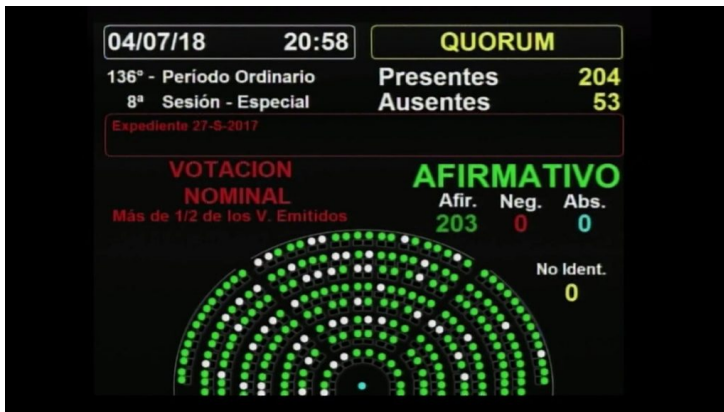 04/07/18 20:58 QUORUM
136º - Período Ordinario Presentes 204
8ª Sesión - Especial Ausentes 53
Expediente 27-S-2017
VOTACION
NOMINAL
Más de 1/2 de los V. Emitidos
AFIRMATIVO
Afir. Neg. Abs.
203 0 0
No Ident.
0